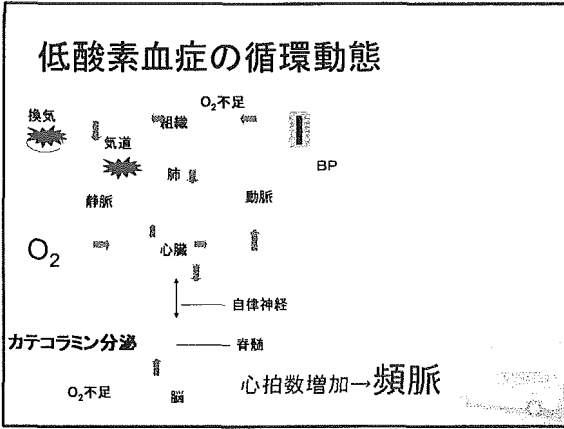 低酸素血症の循環動態
O₂不足
換気
組織
気道
BP
肺
静脈
動脈
O₂
心臓
自律神経
カテコラミン分泌
脊髄
O₂不足
脳
心拍数増加→頻脈